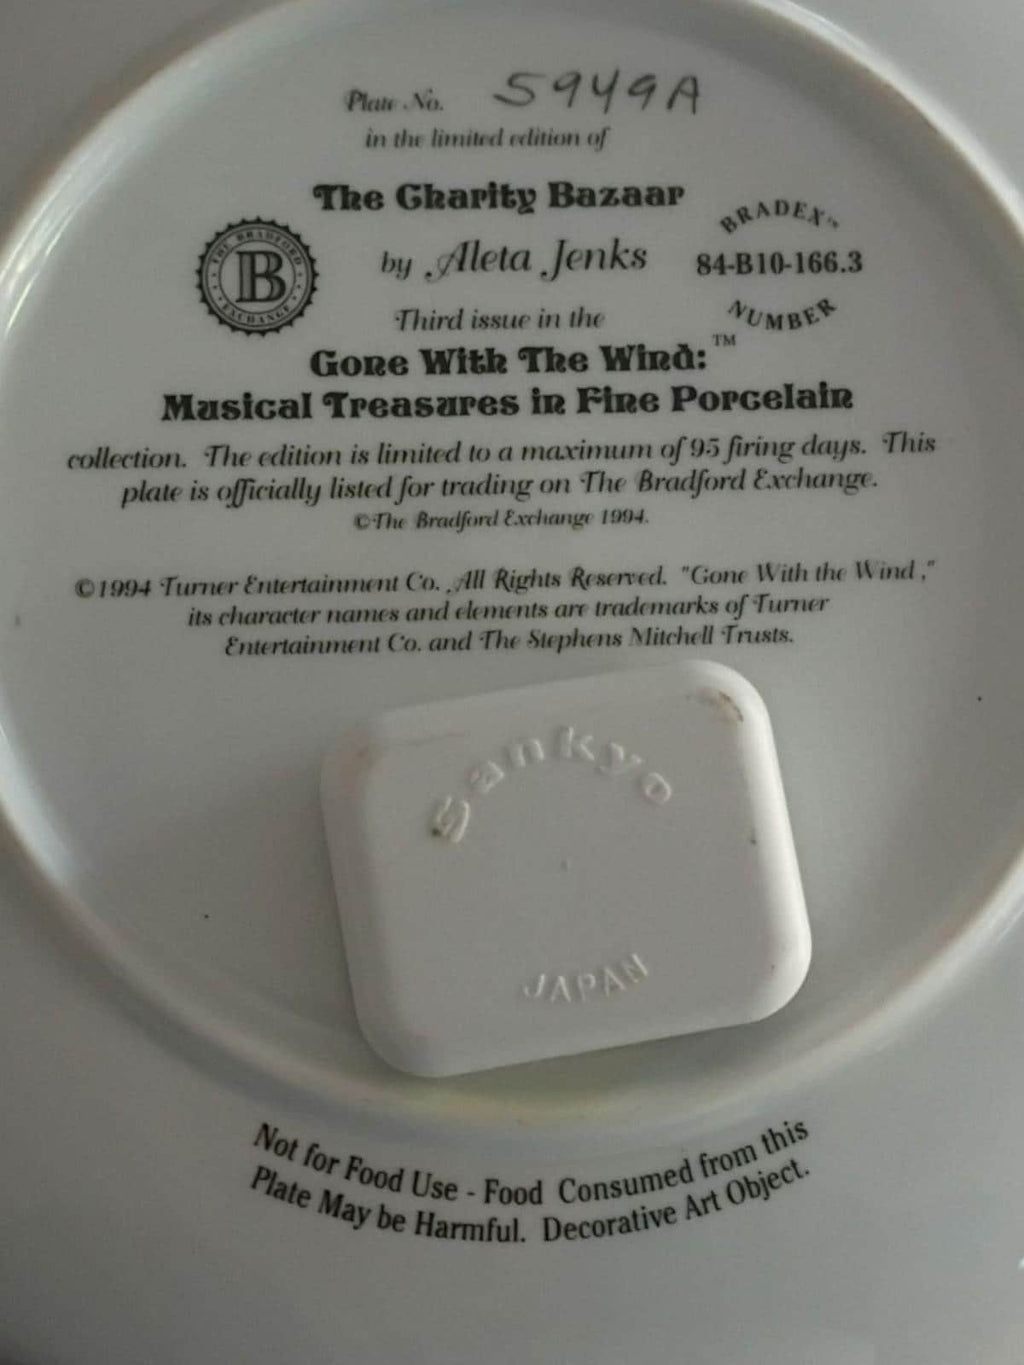 Plate No. 5949A
in the limited edition of
The Charity Bazaar
by Aleta Jenks
THE BRADFORD
B
EXCHANGE
BRADEX™
84-B10-166.3
NUMBER
Third issue in the
Gone With The Wind:™
Musical Treasures in Fine Porcelain
collection. The edition is limited to a maximum of 95 firing days. This
plate is officially listed for trading on The Bradford Exchange.
©The Bradford Exchange 1994.
©1994 Turner Entertainment Co. All Rights Reserved. "Gone With the Wind,"
its character names and elements are trademarks of Turner
Entertainment Co. and The Stephens Mitchell Trusts.
Sankyo
JAPAN
Not for Food Use - Food Consumed from this
Plate May be Harmful. Decorative Art Object.